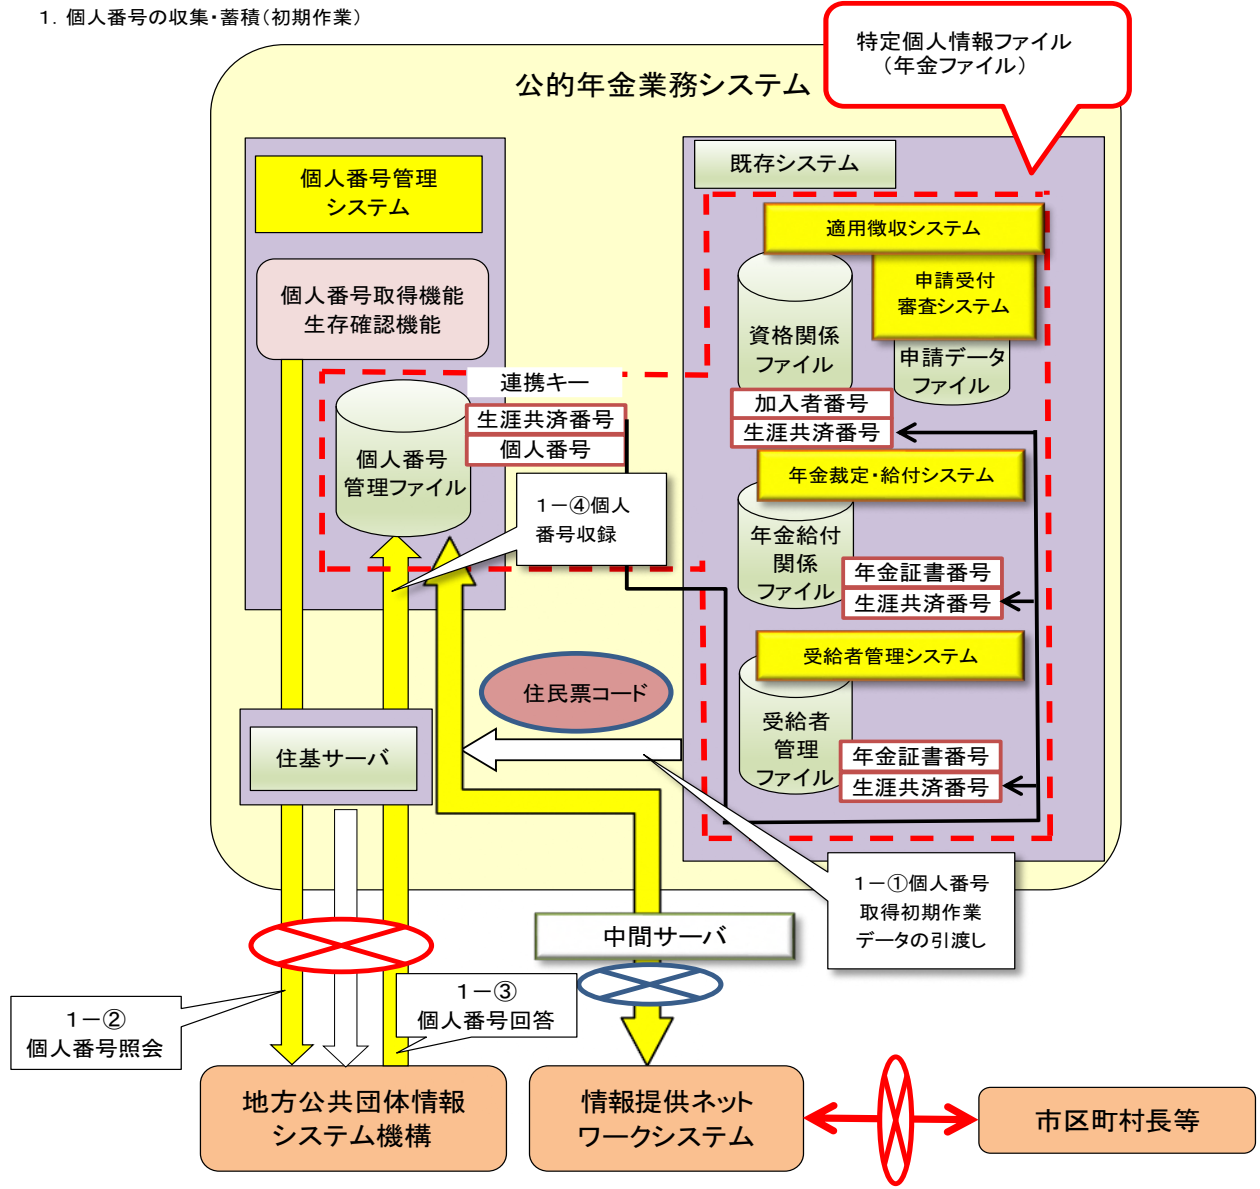 1．個人番号の収集・蓄積（初期作業）
特定個人情報ファイル
（年金ファイル）
公的年金業務システム
個人番号管理
システム
個人番号取得機能
生存確認機能
連携キー
生涯共済番号
個人番号
個人番号
管理ファイル
1－④個人
番号収録
既存システム
適用徴収システム
申請受付
審査システム
資格関係
ファイル
申請データ
ファイル
加入者番号
生涯共済番号
年金裁定・給付システム
年金給付
関係
ファイル
年金証書番号
生涯共済番号
受給者管理システム
受給者
管理
ファイル
年金証書番号
生涯共済番号
住民票コード
住基サーバ
1－①個人番号
取得初期作業
データの引渡し
中間サーバ
1－②
個人番号照会
1－③
個人番号回答
地方公共団体情報
システム機構
情報提供ネット
ワークシステム
市区町村長等